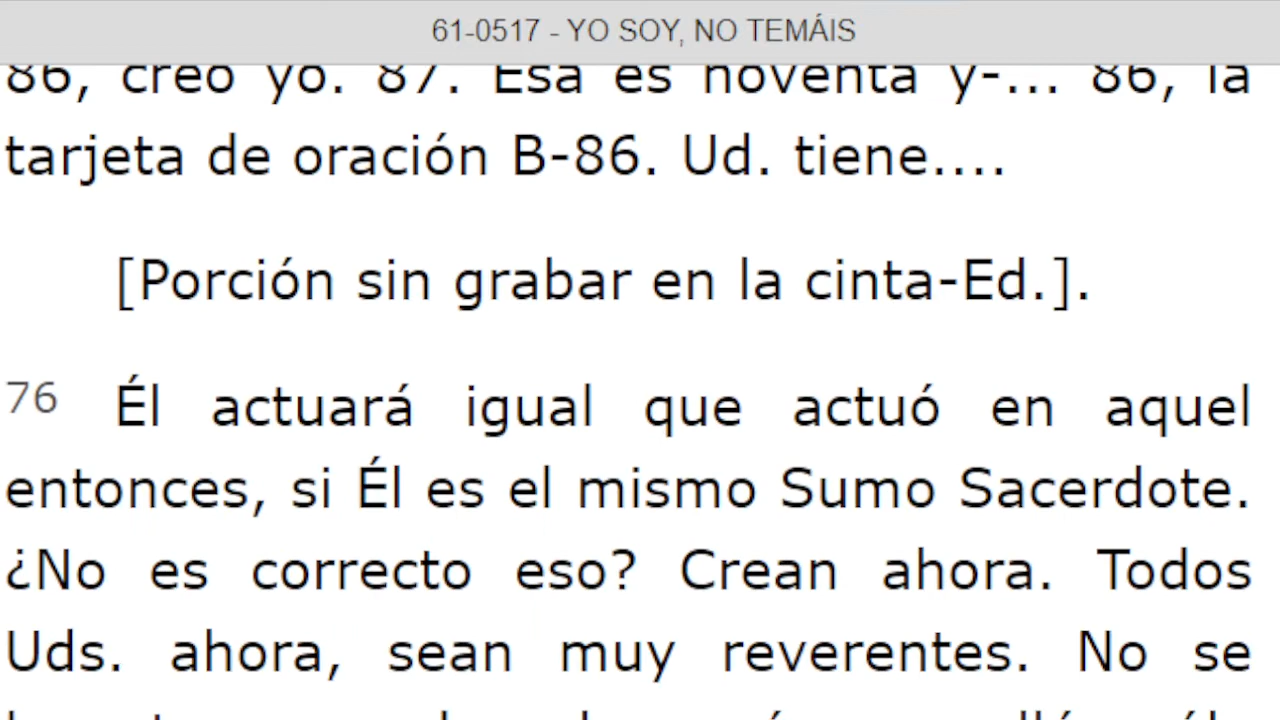 61-0517 - YO SOY, NO TEMÁIS
86, creo yo. 87. Esa es noventa y-... 86, la
tarjeta de oración B-86. Ud. tiene....
[Porción sin grabar en la cinta-Ed.].
76 Él actuará igual que actuó en aquel
entonces, si Él es el mismo Sumo Sacerdote.
¿No es correcto eso? Crean ahora. Todos
Uds. ahora, sean muy reverentes. No se